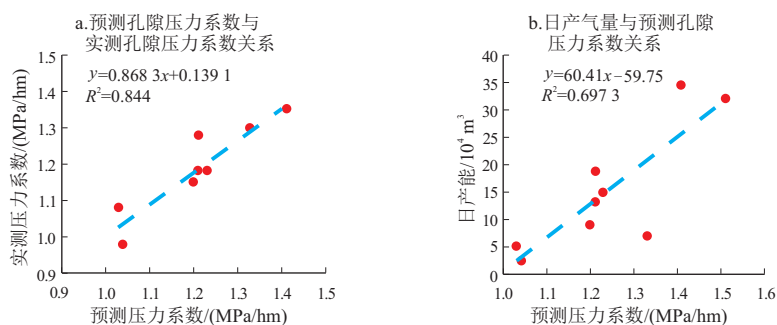 a.预测孔隙压力系数与
实测孔隙压力系数关系
y=0.868 3x+0.139 1
R²=0.844
实测压力系数/(MPa/hm)
1.5
1.4
1.3
1.2
1.1
1.0
0.9
0.9 1.0 1.1 1.2 1.3 1.4 1.5
预测压力系数/(MPa/hm)
b.日产气量与预测孔隙
压力系数关系
y=60.41x−59.75
R²=0.697 3
日产能/10⁴ m³
40
35
30
25
20
15
10
5
0
1.0 1.1 1.2 1.3 1.4 1.5 1.6
预测压力系数/(MPa/hm)